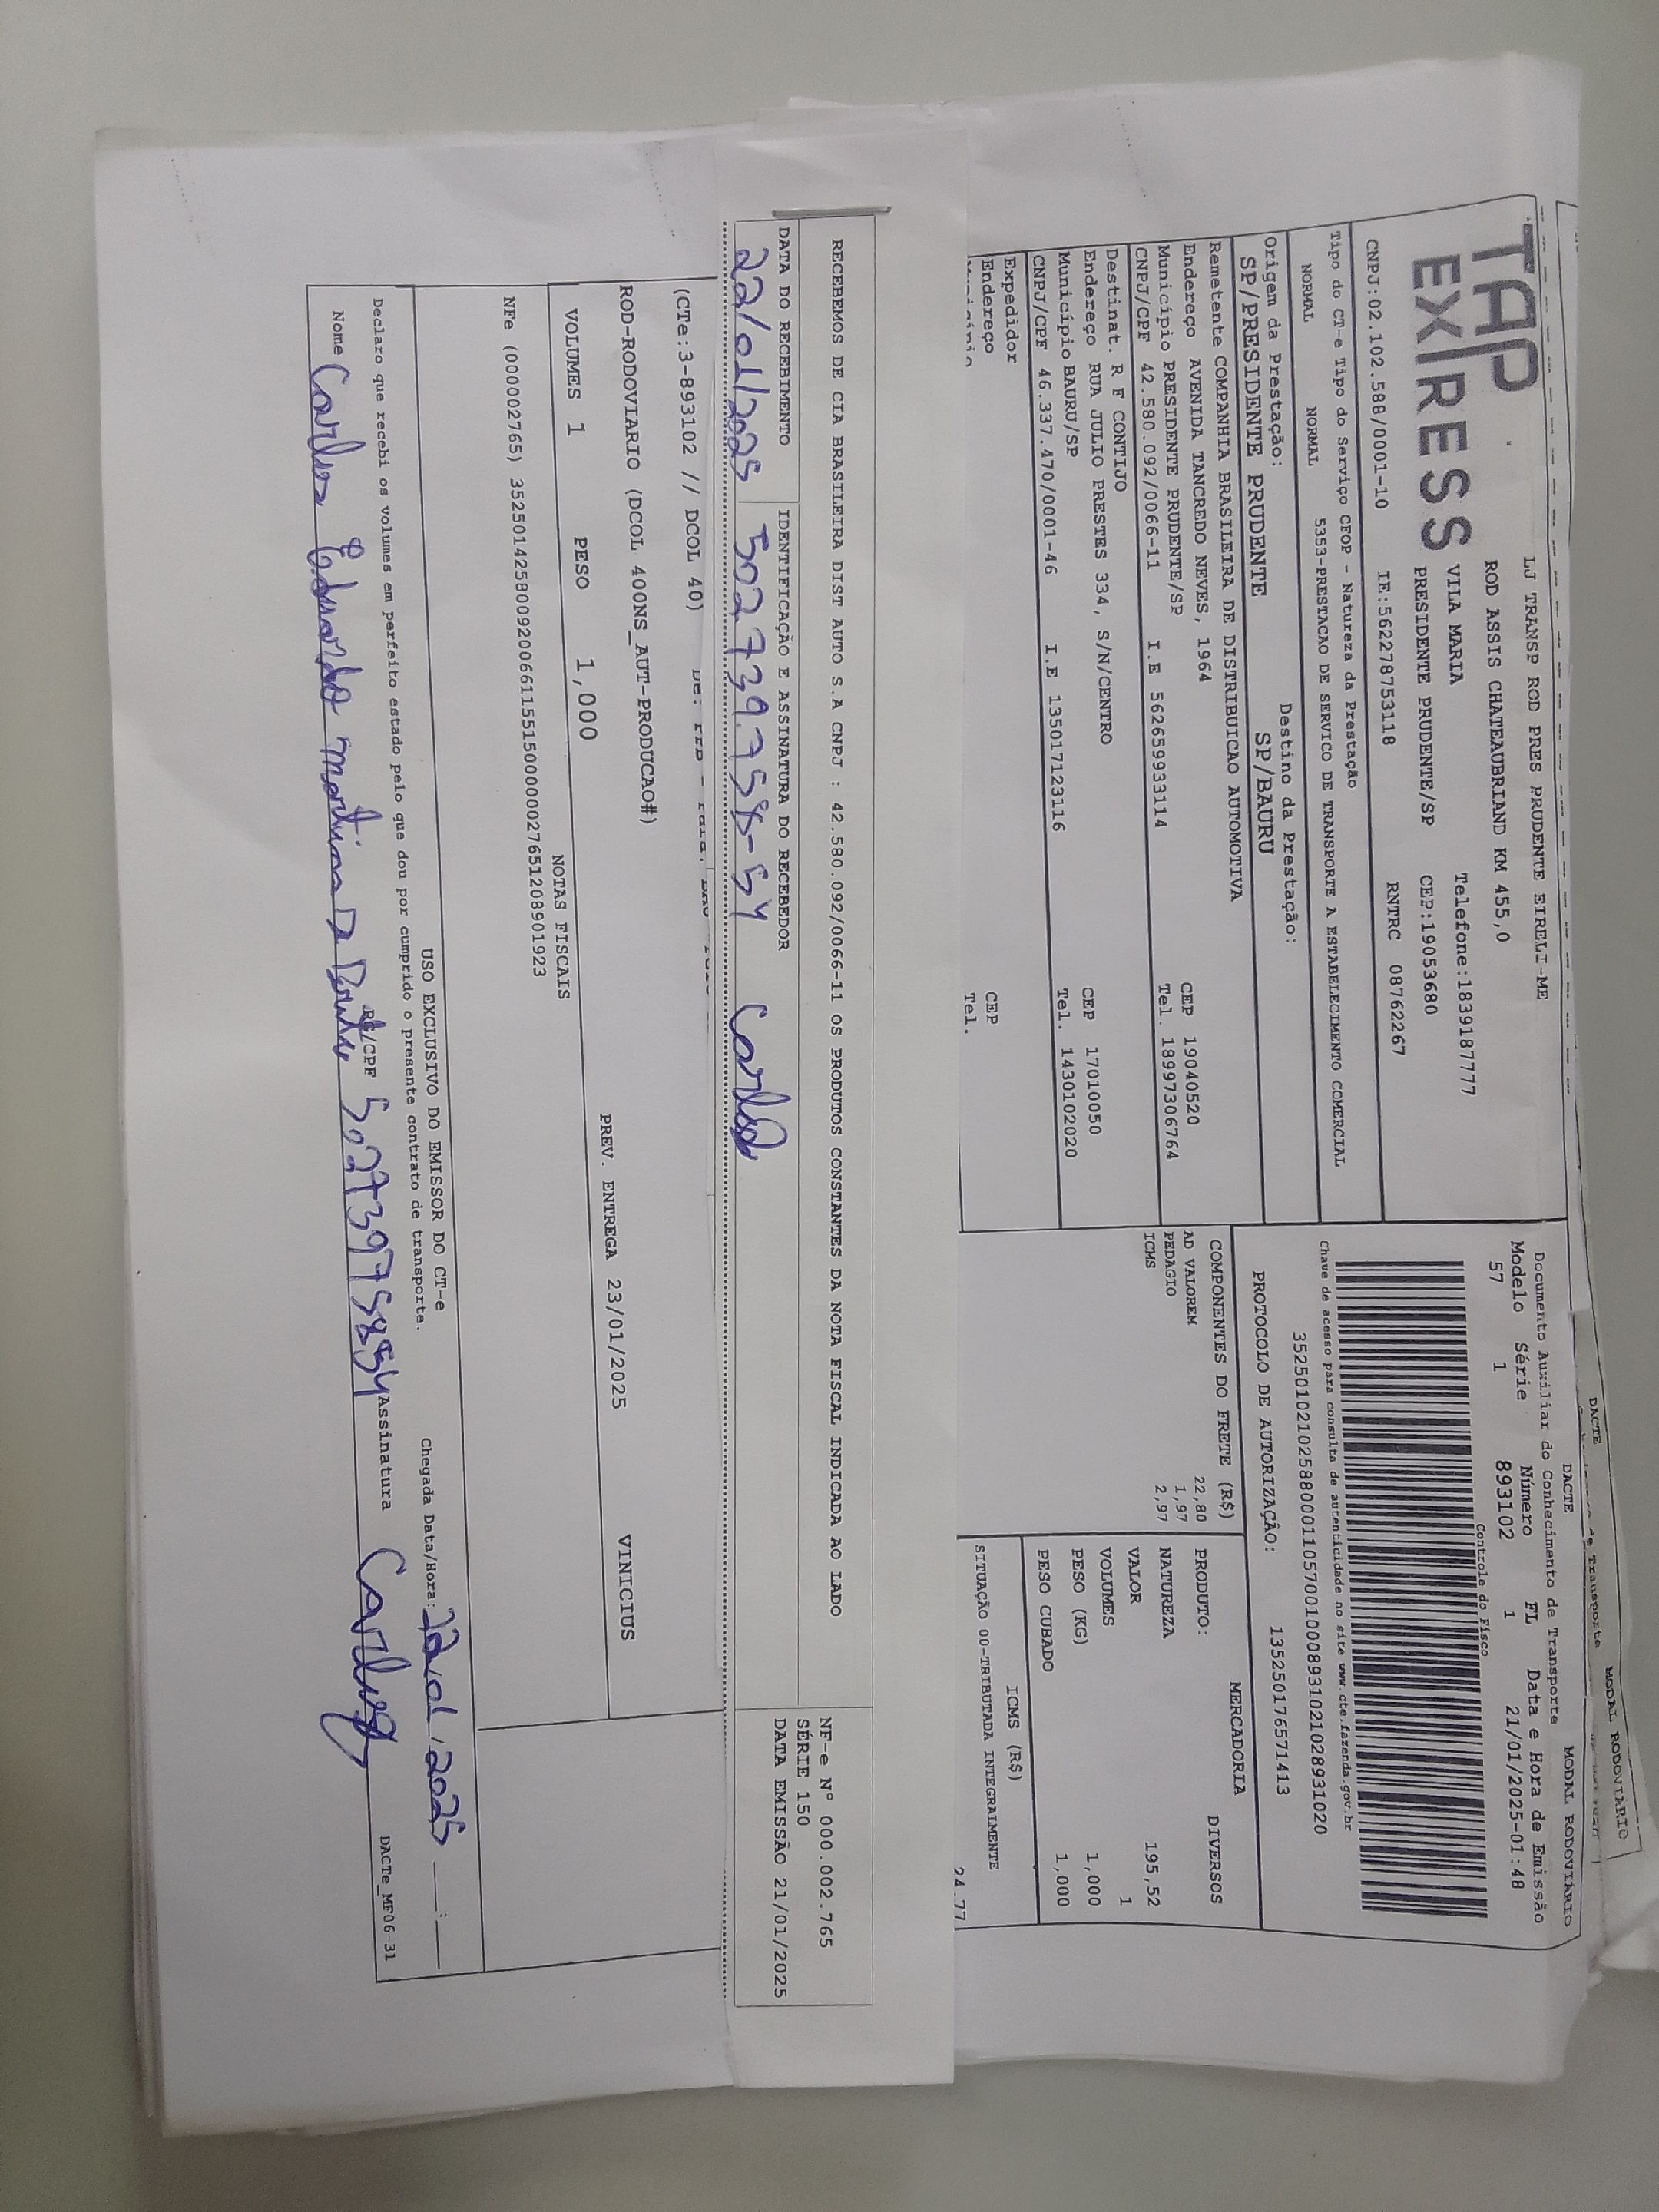 DACTE
MODAL RODOVIÁRIO
de Transporte
TAP EXPRESS
LJ TRANSP ROD PRES PRUDENTE EIRELI-ME
ROD ASSIS CHATEAUBRIAND KM 455,0
VILA MARIA Telefone:1839187777
PRESIDENTE PRUDENTE/SP CEP:19053680
CNPJ:02.102.588/0001-10 IE:562278753118 RNTRC 08762267
Tipo do CT-e Tipo do Serviço CFOP - Natureza da Prestação
NORMAL NORMAL 5353-PRESTACAO DE SERVICO DE TRANSPORTE A ESTABELECIMENTO COMERCIAL
Origem da Prestação: Destino da Prestação:
SP/PRESIDENTE PRUDENTE SP/BAURU
Remetente COMPANHIA BRASILEIRA DE DISTRIBUICAO AUTOMOTIVA
Endereço AVENIDA TANCREDO NEVES, 1964 CEP 19040520
Município PRESIDENTE PRUDENTE/SP Tel. 18997306764
CNPJ/CPF 42.580.092/0066-11 I.E 562659933114
Destinat. R F CONTIJO
Endereço RUA JULIO PRESTES 334, S/N/CENTRO CEP 17010050
Município BAURU/SP Tel. 1430102020
CNPJ/CPF 46.337.470/0001-46 I.E 135017123116
Expedidor
Endereço CEP
Tel.
DACTE MODAL RODOVIÁRIO
Documento Auxiliar do Conhecimento de Transporte
Modelo Série Número FL Data e Hora de Emissão
57 1 893102 1 21/01/2025-01:48
Controle do Fisco
Chave de acesso para consulta de autenticidade no site www.cte.fazenda.gov.br
35250102102588000110570010008931021028931020
PROTOCOLO DE AUTORIZAÇÃO: 135250176571413
COMPONENTES DO FRETE (R$)
AD VALOREM 22,80
PEDAGIO 1,97
ICMS 2,97
MERCADORIA
PRODUTO: DIVERSOS
NATUREZA
VALOR 195,52
VOLUMES 1
PESO (KG) 1,000
PESO CUBADO 1,000
ICMS (R$)
SITUAÇÃO 00-TRIBUTADA INTEGRALMENTE
24,77
RECEBEMOS DE CIA BRASILEIRA DIST AUTO S.A CNPJ : 42.580.092/0066-11 OS PRODUTOS CONSTANTES DA NOTA FISCAL INDICADA AO LADO
DATA DO RECEBIMENTO IDENTIFICAÇÃO E ASSINATURA DO RECEBEDOR
22/01/2025 502.739.758-54 Carlos
NF-e Nº 000.002.765
SÉRIE 150
DATA EMISSÃO 21/01/2025
(CTe:3-893102 // DCOL 40)
ROD-RODOVIARIO (DCOL 400NS_AUT-PRODUCAO#) PREV. ENTREGA 23/01/2025 VINICIUS
VOLUMES 1 PESO 1,000
NOTAS FISCAIS
NFe (000002765) 35250142580092006611551500000027651208901923
USO EXCLUSIVO DO EMISSOR DO CT-e
Declaro que recebi os volumes em perfeito estado pelo que dou por cumprido o presente contrato de transporte.
Chegada Data/Hora: 22/01/2025 ___:___
Nome Carlos Eduardo martins D RG/CPF 50273975854 Assinatura Carlos
DACTe_MF06-31